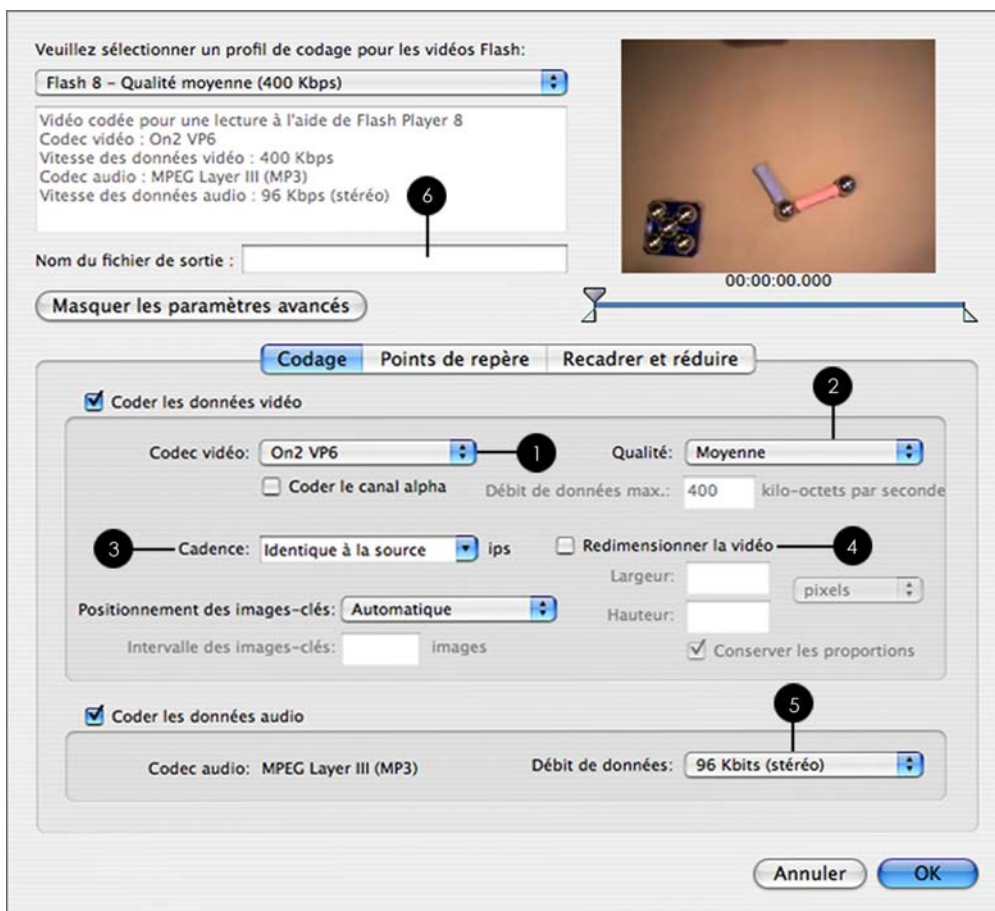 Veuillez sélectionner un profil de codage pour les vidéos Flash:
Flash 8 – Qualité moyenne (400 Kbps)
Vidéo codée pour une lecture à l'aide de Flash Player 8
Codec vidéo : On2 VP6
Vitesse des données vidéo : 400 Kbps
Codec audio : MPEG Layer III (MP3)
Vitesse des données audio : 96 Kbps (stéréo)
6
Nom du fichier de sortie :
00:00:00.000
Masquer les paramètres avancés
Codage Points de repère Recadrer et réduire
Coder les données vidéo
2
Codec vidéo: On2 VP6 1 Qualité: Moyenne
Coder le canal alpha Débit de données max.: 400 kilo-octets par seconde
3 Cadence: Identique à la source ips Redimensionner la vidéo 4
Largeur:
pixels
Positionnement des images-clés: Automatique Hauteur:
Intervalle des images-clés: images Conserver les proportions
Coder les données audio
5
Codec audio: MPEG Layer III (MP3) Débit de données: 96 Kbits (stéréo)
Annuler OK